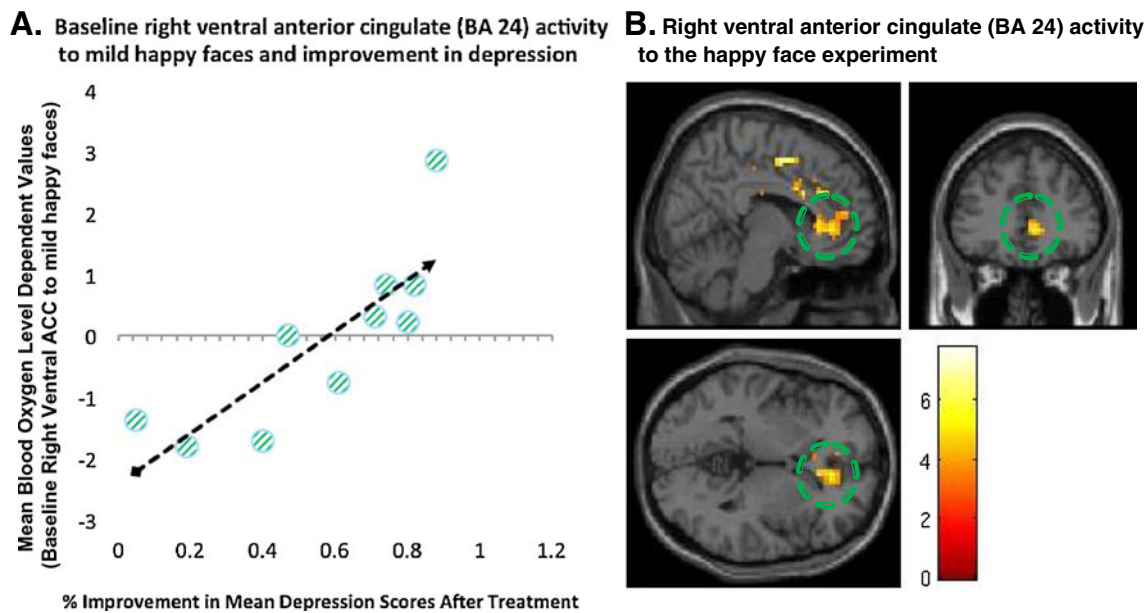 A. Baseline right ventral anterior cingulate (BA 24) activity
to mild happy faces and improvement in depression
Mean Blood Oxygen Level Dependent Values
(Baseline Right Ventral ACC to mild happy faces)
4
3
2
1
0
-1
-2
-3
0
0.2
0.4
0.6
0.8
1
1.2
% Improvement in Mean Depression Scores After Treatment
B. Right ventral anterior cingulate (BA 24) activity
to the happy face experiment
6
4
2
0